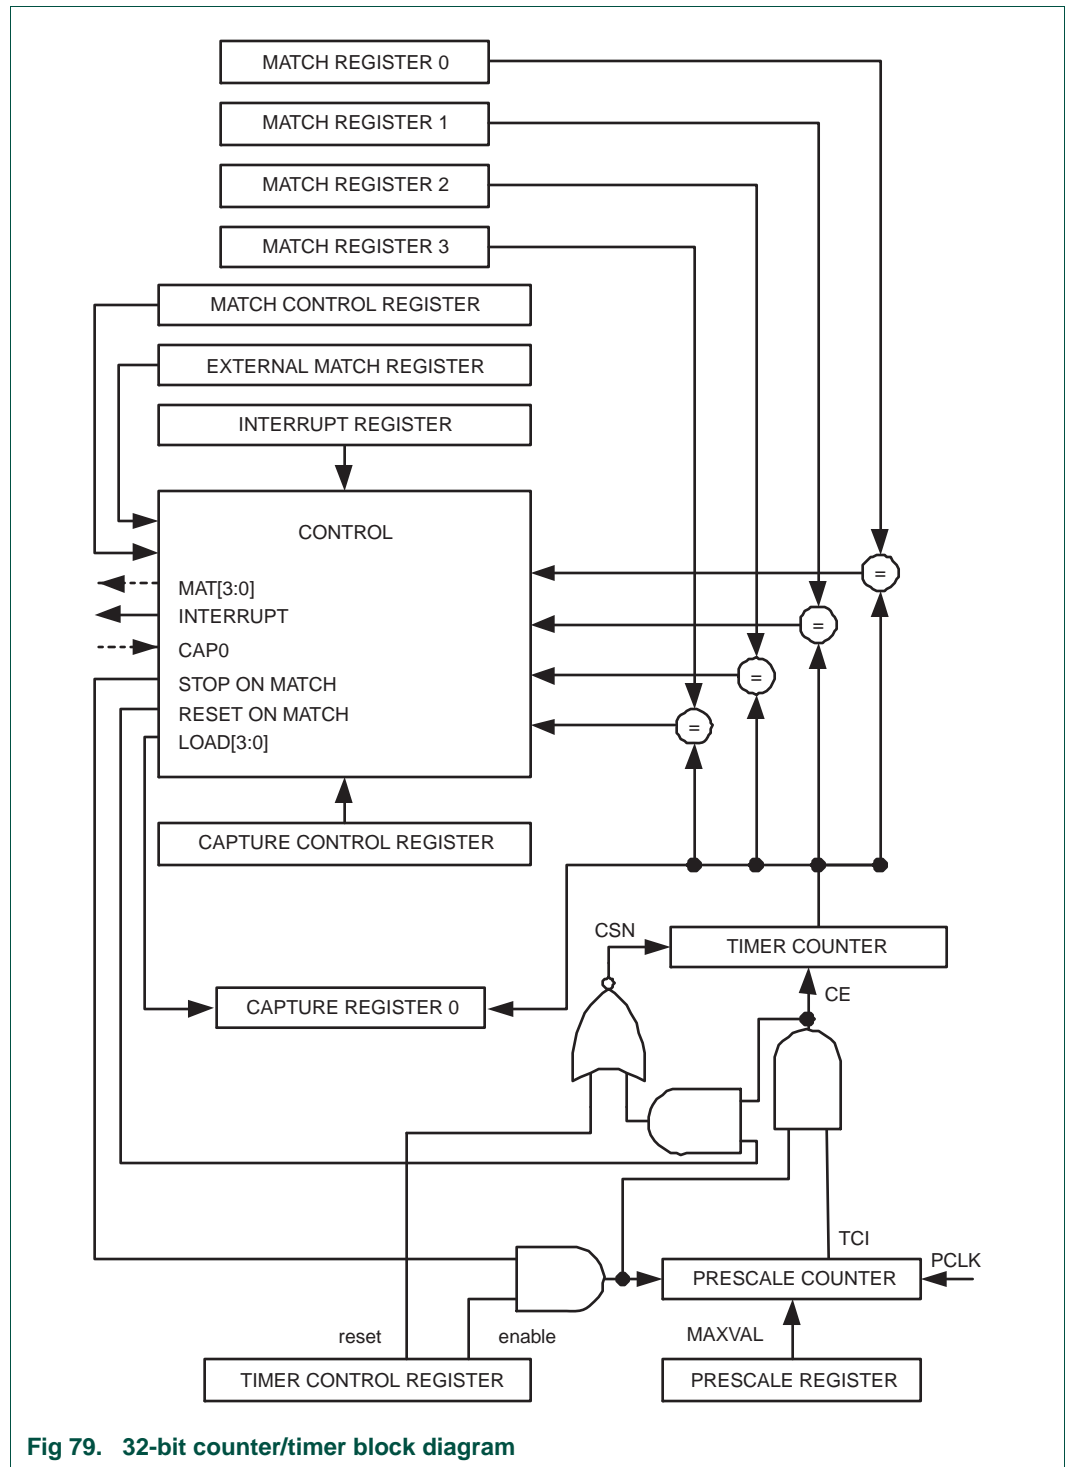 MATCH REGISTER 0
MATCH REGISTER 1
MATCH REGISTER 2
MATCH REGISTER 3
MATCH CONTROL REGISTER
EXTERNAL MATCH REGISTER
INTERRUPT REGISTER
CONTROL
=
=
=
=
MAT[3:0]
INTERRUPT
CAP0
STOP ON MATCH
RESET ON MATCH
LOAD[3:0]
CAPTURE CONTROL REGISTER
CSN
TIMER COUNTER
CE
CAPTURE REGISTER 0
TCI
PCLK
PRESCALE COUNTER
reset
enable
MAXVAL
TIMER CONTROL REGISTER
PRESCALE REGISTER
Fig 79. 32-bit counter/timer block diagram